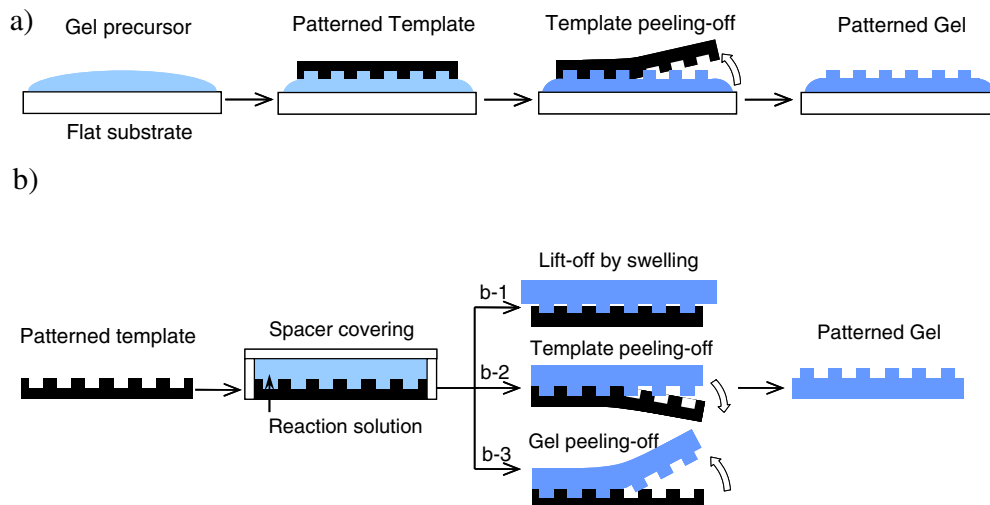 a)
Gel precursor
Patterned Template
Template peeling-off
Patterned Gel
Flat substrate
b)
Patterned template
Spacer covering
Reaction solution
b-1
Lift-off by swelling
b-2
Template peeling-off
b-3
Gel peeling-off
Patterned Gel